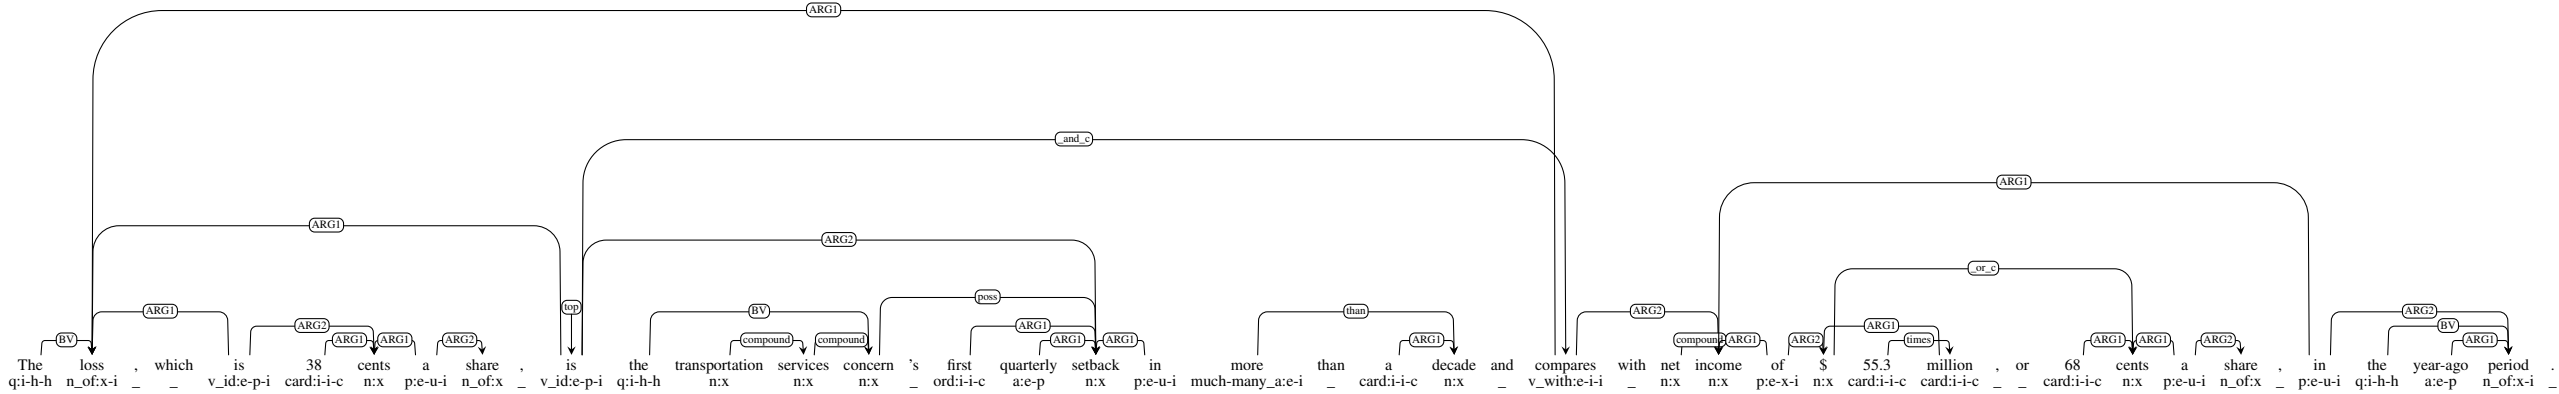 ARG1
_and_c
ARG1
ARG1
ARG2
_or_c
poss
top
ARG1 BV than ARG2 ARG2
ARG2 ARG1 ARG1 BV
BV ARG1 ARG1 ARG2 compound compound ARG1 ARG1 ARG1 compound ARG1 ARG2 times ARG1 ARG1 ARG2 ARG1
The loss , which is 38 cents a share , is the transportation services concern 's first quarterly setback in more than a decade and compares with net income of $ 55.3 million , or 68 cents a share , in the year-ago period .
q:i-h-h n_of:x-i _ _ v_id:e-p-i card:i-i-c n:x p:e-u-i n_of:x _ v_id:e-p-i q:i-h-h n:x n:x n:x _ ord:i-i-c a:e-p n:x p:e-u-i much-many_a:e-i _ card:i-i-c n:x _ v_with:e-i-i _ n:x n:x p:e-x-i n:x card:i-i-c card:i-i-c _ _ card:i-i-c n:x p:e-u-i n_of:x _ p:e-u-i q:i-h-h a:e-p n_of:x-i _